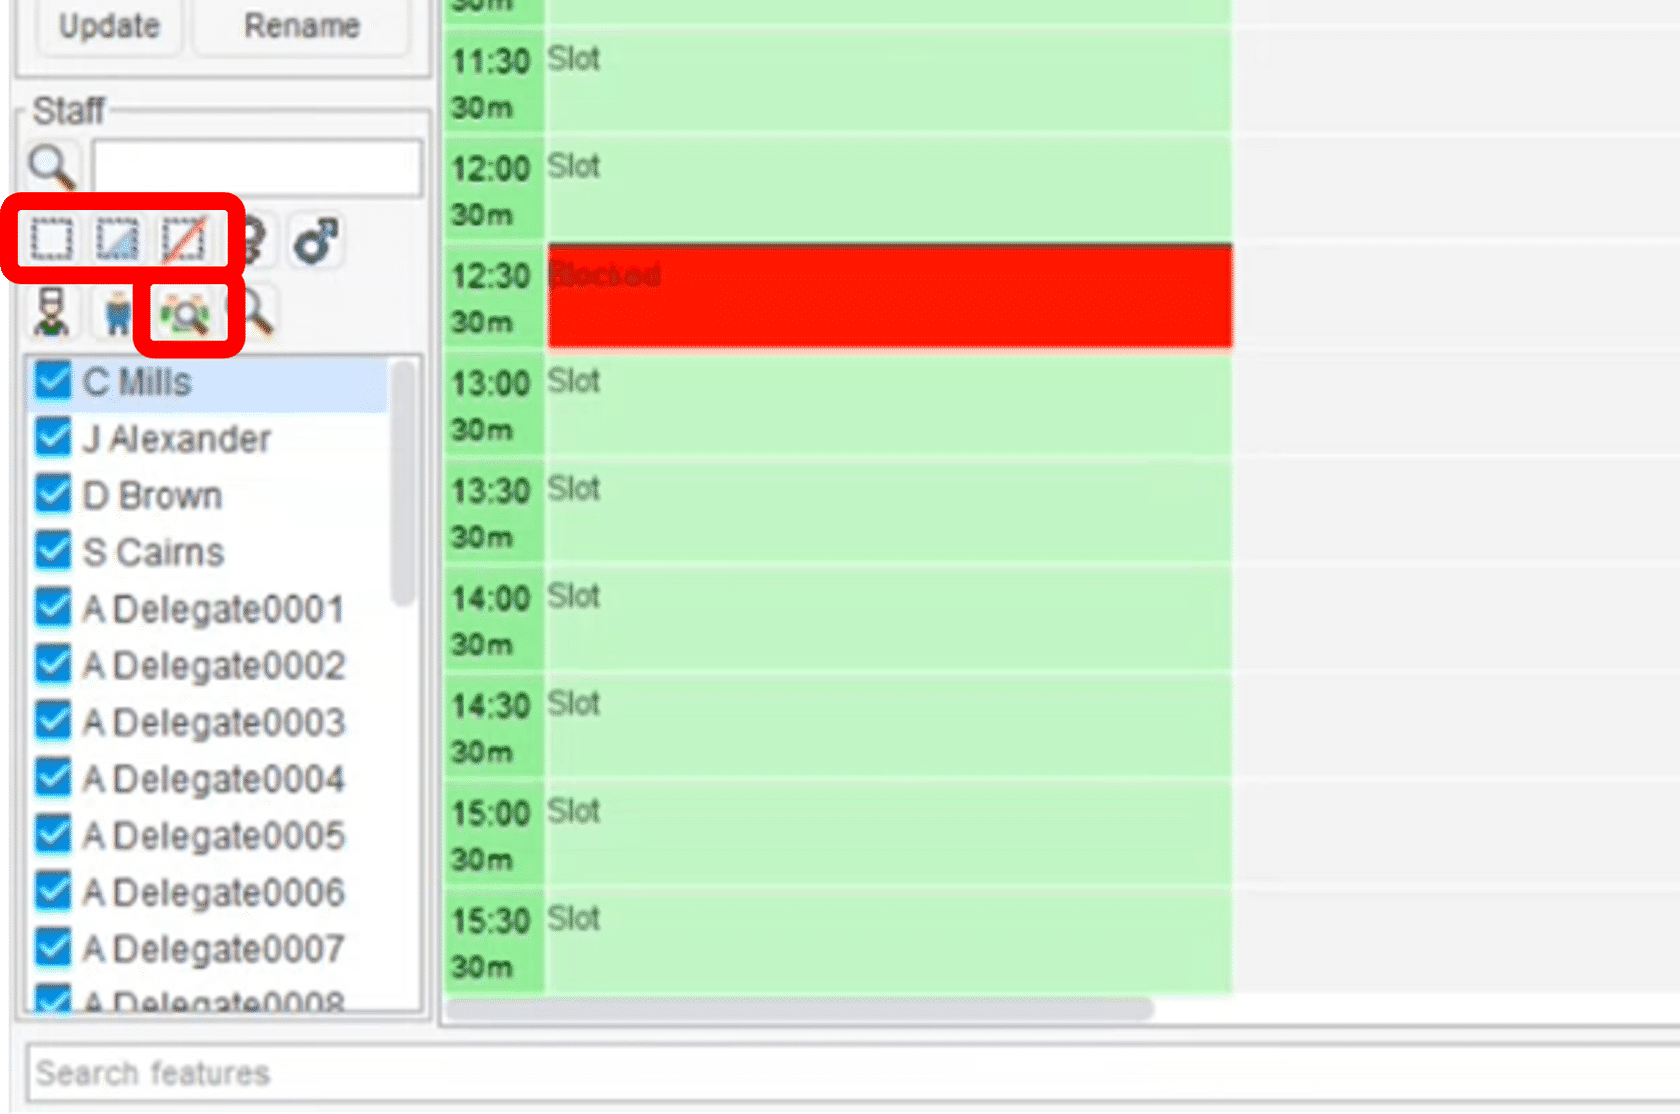 Update Rename
Staff
C Mills
J Alexander
D Brown
S Cairns
A Delegate0001
A Delegate0002
A Delegate0003
A Delegate0004
A Delegate0005
A Delegate0006
A Delegate0007
A Delegate0008
30m
11:30 Slot
30m
12:00 Slot
30m
12:30 Blocked
30m
13:00 Slot
30m
13:30 Slot
30m
14:00 Slot
30m
14:30 Slot
30m
15:00 Slot
30m
15:30 Slot
30m
Search features